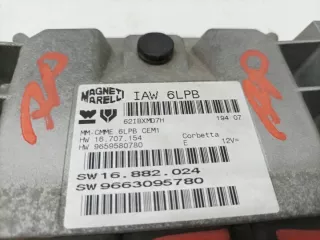 MAGNETI MARELLI
IAW 6LPB
194 07
MM-CMME 6LPB CEM1
HW 16.707.154
Corbetta
HW 9659580780
E 12V=
SW16.882.024
SW9663095780